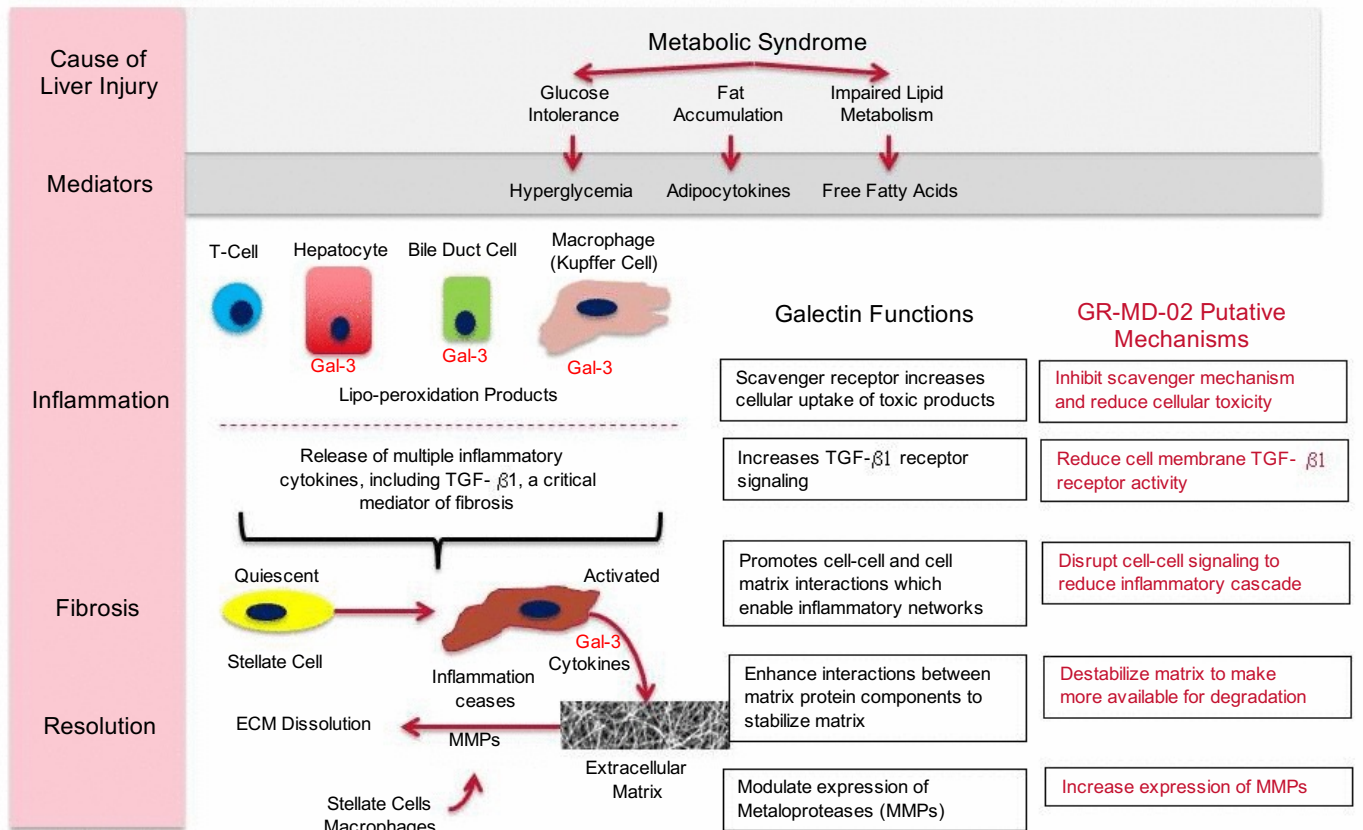 Cause of
Liver Injury
Metabolic Syndrome
Glucose
Intolerance
Fat
Accumulation
Impaired Lipid
Metabolism
Mediators
Hyperglycemia
Adipocytokines
Free Fatty Acids
T-Cell
Hepatocyte
Bile Duct Cell
Macrophage
(Kupffer Cell)
Gal-3
Gal-3
Gal-3
Inflammation
Lipo-peroxidation Products
Release of multiple inflammatory
cytokines, including TGF- β1, a critical
mediator of fibrosis
Fibrosis
Quiescent
Stellate Cell
Activated
Gal-3
Cytokines
Inflammation
ceases
Resolution
ECM Dissolution
MMPs
Extracellular
Matrix
Stellate Cells
Macrophages
Galectin Functions
GR-MD-02 Putative
Mechanisms
Scavenger receptor increases
cellular uptake of toxic products
Inhibit scavenger mechanism
and reduce cellular toxicity
Increases TGF-β1 receptor
signaling
Reduce cell membrane TGF- β1
receptor activity
Promotes cell-cell and cell
matrix interactions which
enable inflammatory networks
Disrupt cell-cell signaling to
reduce inflammatory cascade
Enhance interactions between
matrix protein components to
stabilize matrix
Destabilize matrix to make
more available for degradation
Modulate expression of
Metaloproteases (MMPs)
Increase expression of MMPs